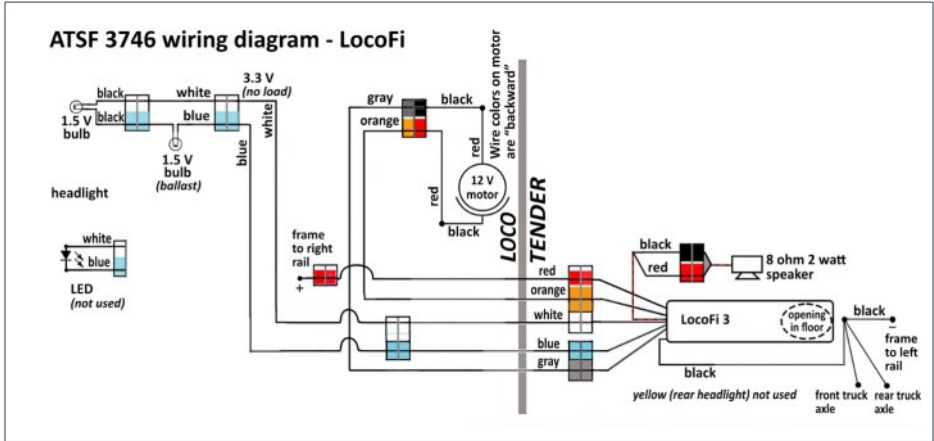 ATSF 3746 wiring diagram - LocoFi
black
white
3.3 V
(no load)
black
blue
1.5 V
bulb
1.5 V
bulb
(ballast)
blue
white
headlight
white
blue
LED
(not used)
gray
black
orange
red
red
12 V
motor
black
Wire colors on motor
are “backward”
LOCO
TENDER
frame
to right
rail
+
red
orange
white
blue
gray
black
red
8 ohm 2 watt
speaker
LocoFi 3
opening
in floor
black
–
frame
to left
rail
black
yellow (rear headlight) not used
front truck
axle
rear truck
axle